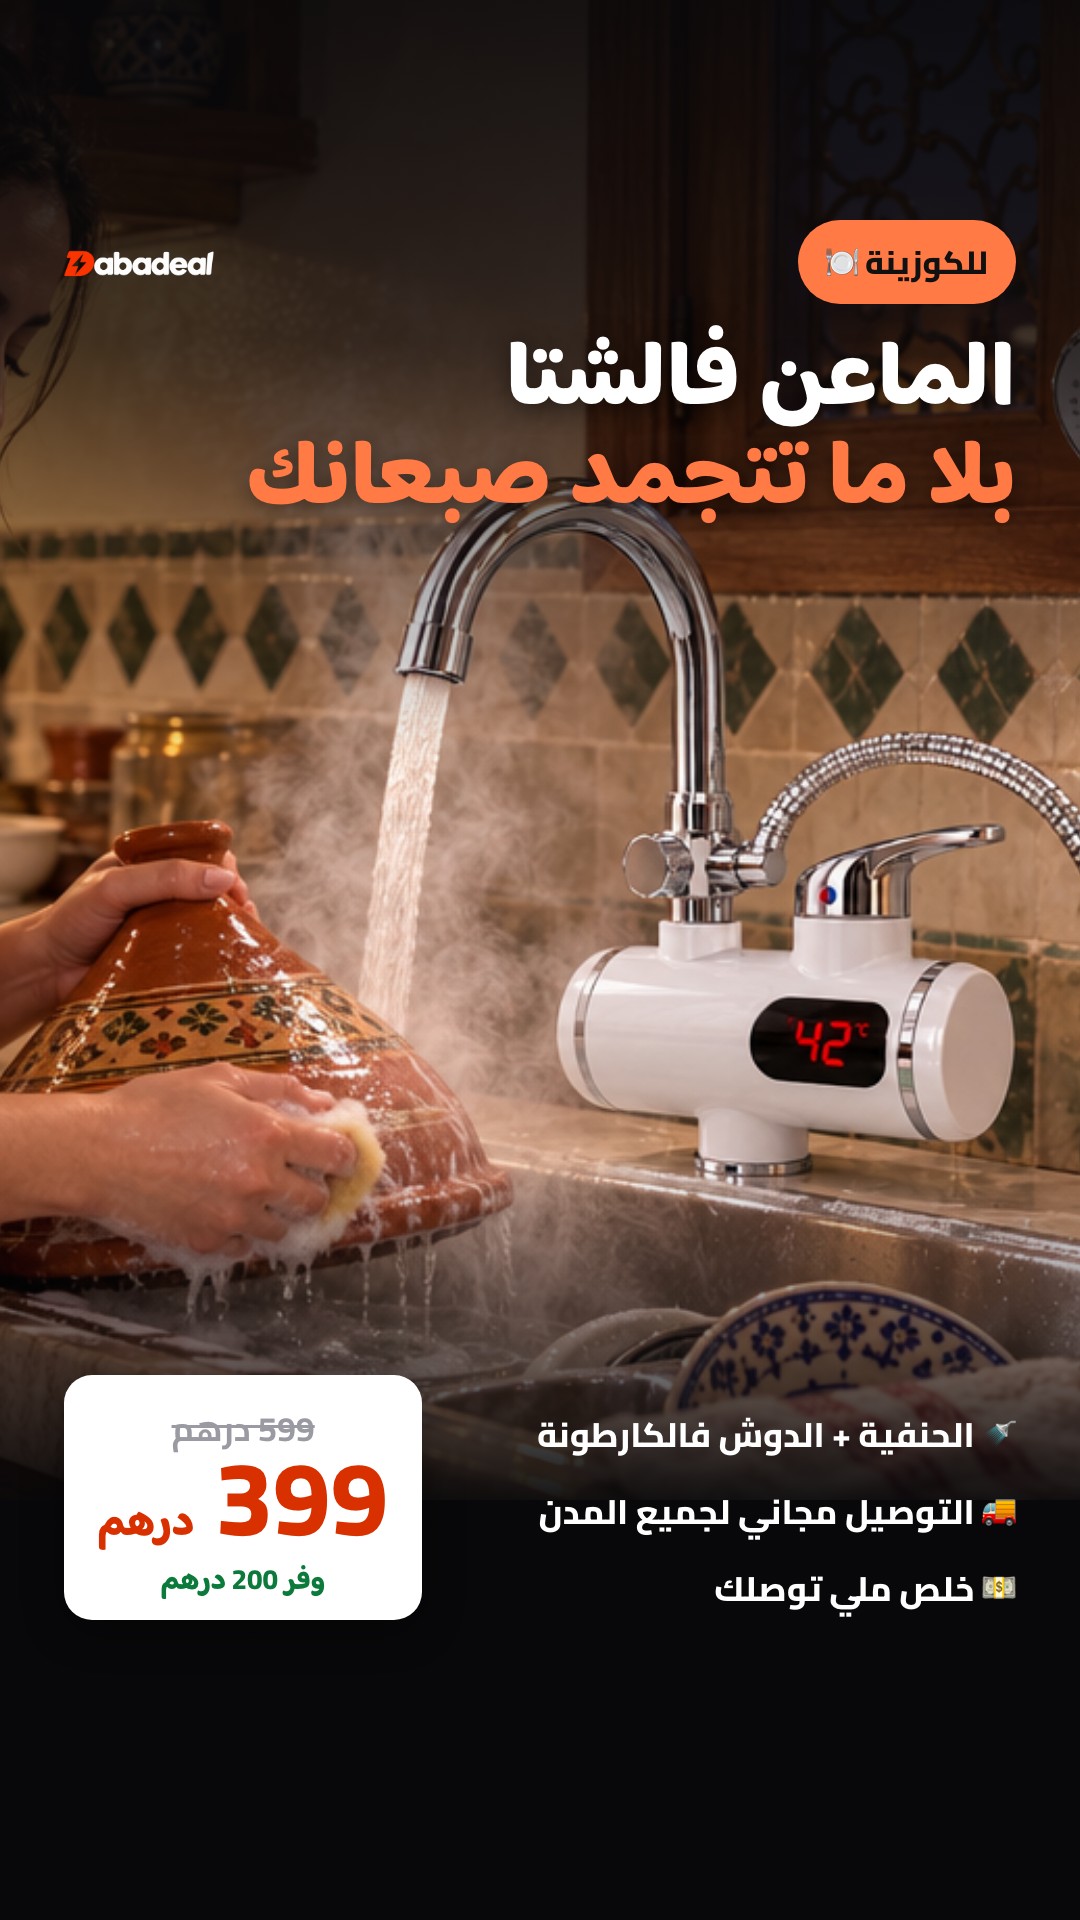 Dabadeal
للكوزينة 🍽️
الماعن فالشتا
بلا ما تتجمد صبعانك
42°C
599 درهم
399 درهم
وفر 200 درهم
🚿 الحنفية + الدوش فالكارطونة
🚚 التوصيل مجاني لجميع المدن
💵 خلص ملي توصلك